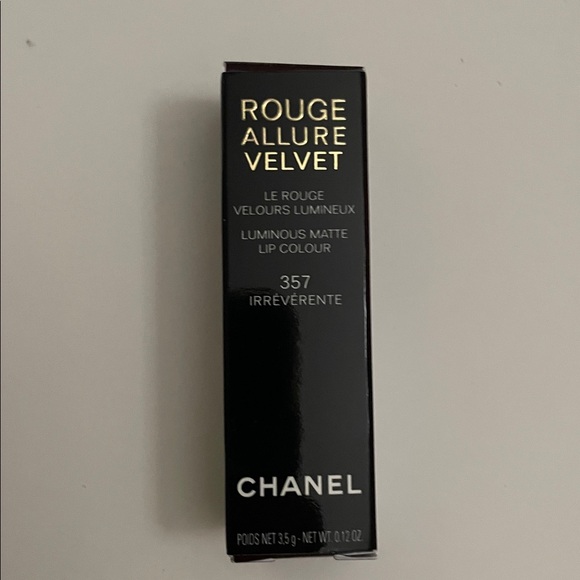 ROUGE
ALLURE
VELVET
LE ROUGE
VELOURS LUMINEUX
LUMINOUS MATTE
LIP COLOUR
357
IRRÉVÉRENTE
CHANEL
POIDS NET 3,5 g - NET WT. 0.12 OZ.